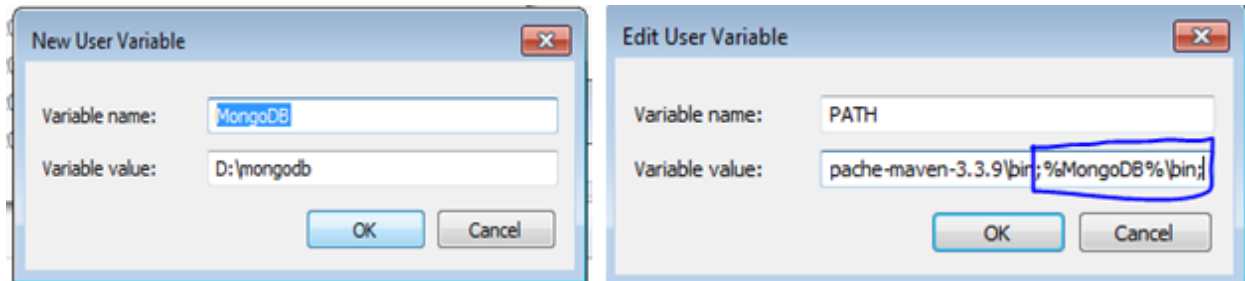 New User Variable
Variable name: MongoDB
Variable value: D:\mongodb
OK Cancel
Edit User Variable
Variable name: PATH
Variable value: pache-maven-3.3.9\bin;%MongoDB%\bin;
OK Cancel